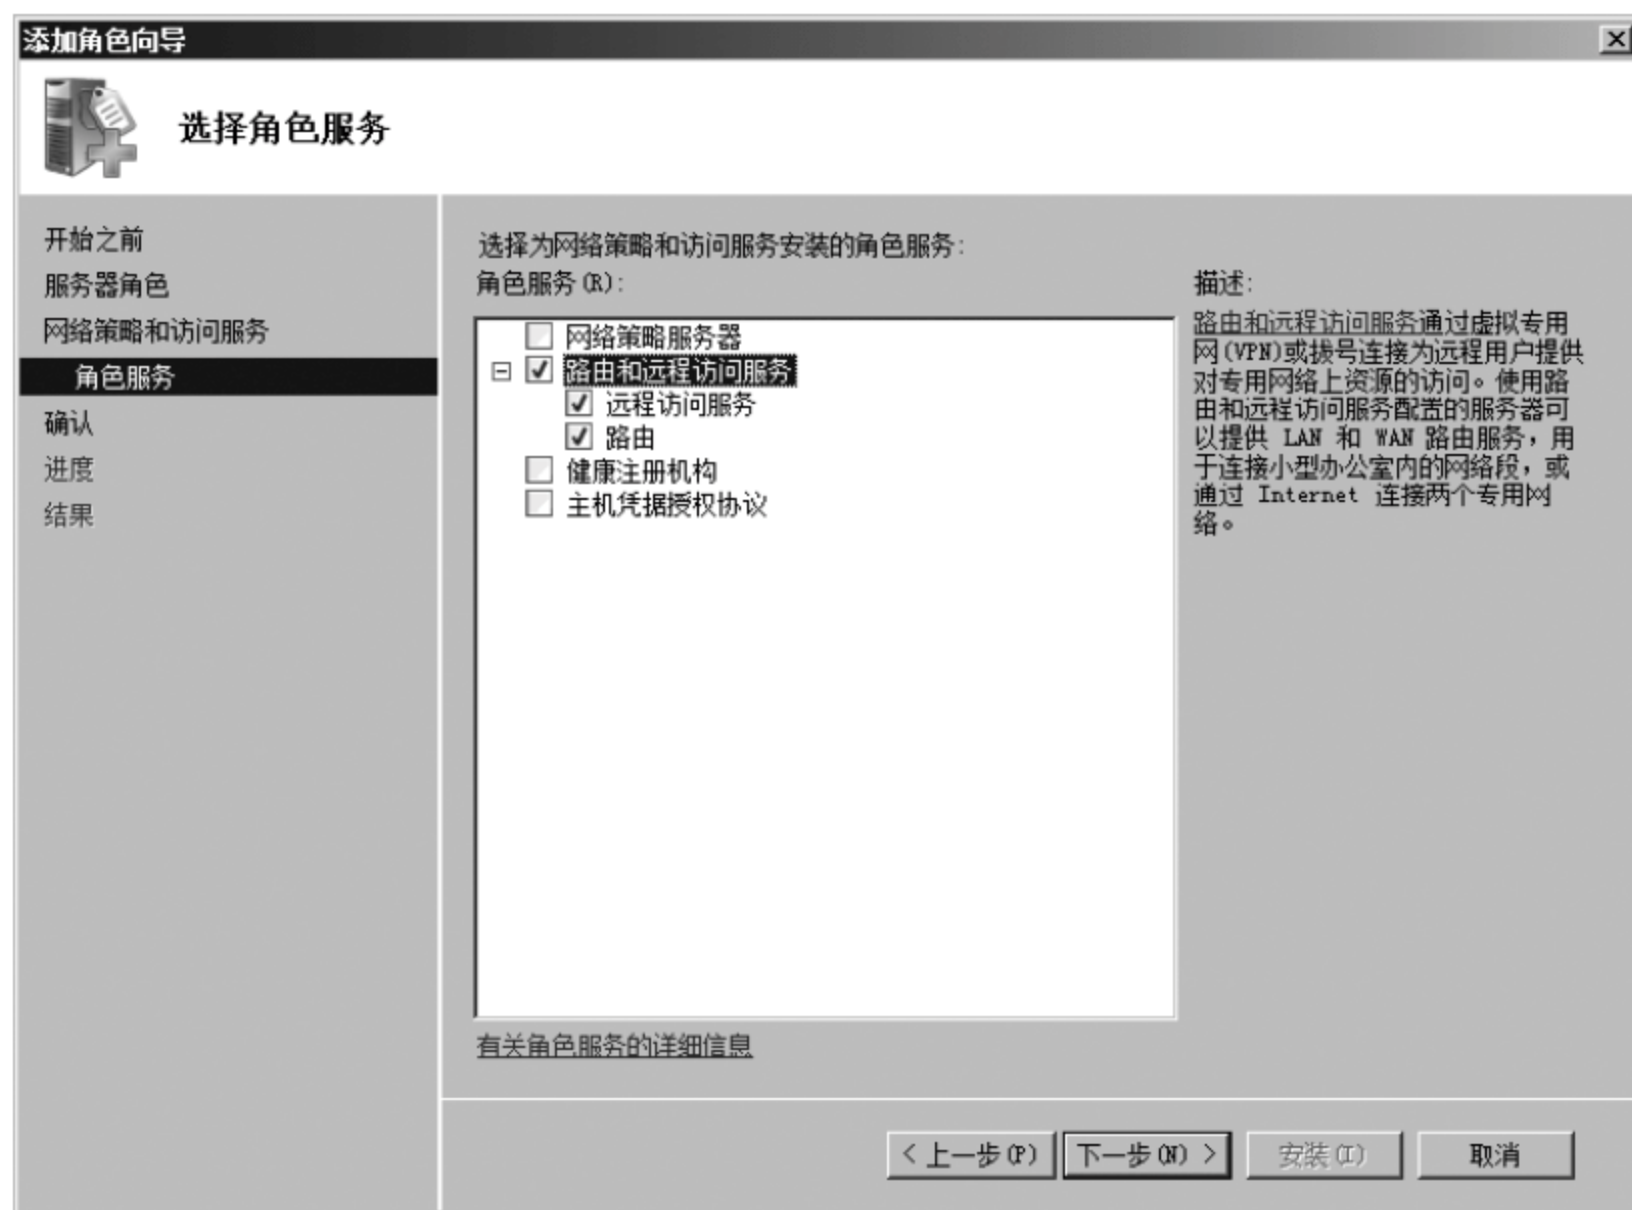 添加角色向导
选择角色服务
开始之前
服务器角色
网络策略和访问服务
角色服务
确认
进度
结果
选择为网络策略和访问服务安装的角色服务:
角色服务(R):
网络策略服务器
路由和远程访问服务
远程访问服务
路由
健康注册机构
主机凭据授权协议
有关角色服务的详细信息
描述:
路由和远程访问服务通过虚拟专用
网(VPN)或拨号连接为远程用户提供
对专用网络上资源的访问。使用路
由和远程访问服务配置的服务器可
以提供 LAN 和 WAN 路由服务，用
于连接小型办公室内的网络段，或
通过 Internet 连接两个专用网
络。
< 上一步(P)
下一步(N) >
安装(I)
取消